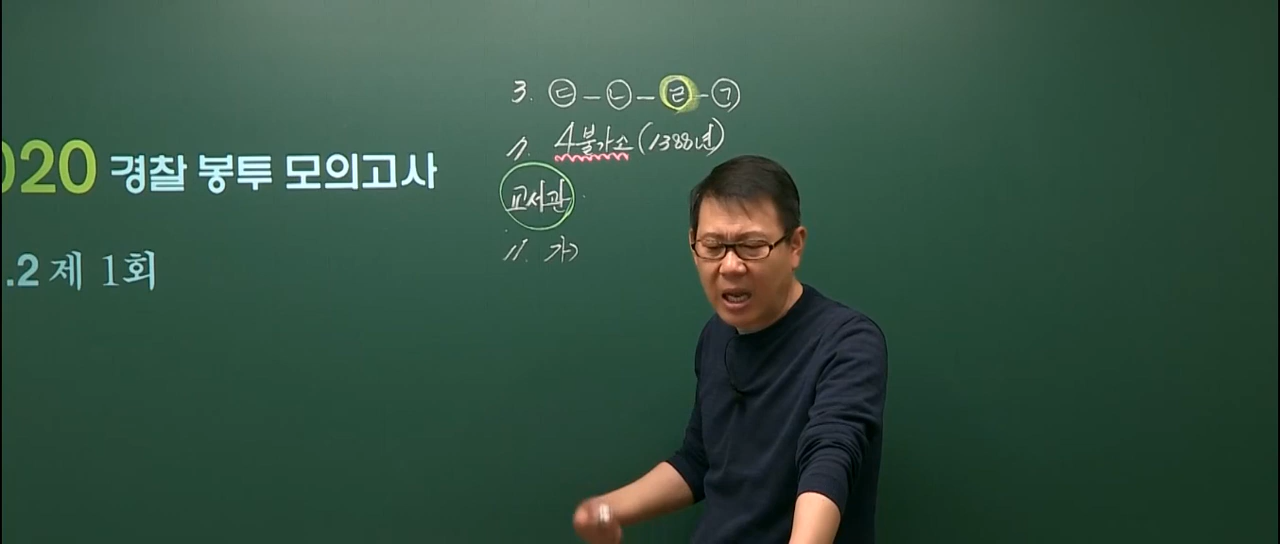 020 경찰 봉투 모의고사
.2 제 1회
3. ㄷ - ㄴ - ㄹ - ㄱ
11. 4불가소 (1388년)
교서관
11. 가